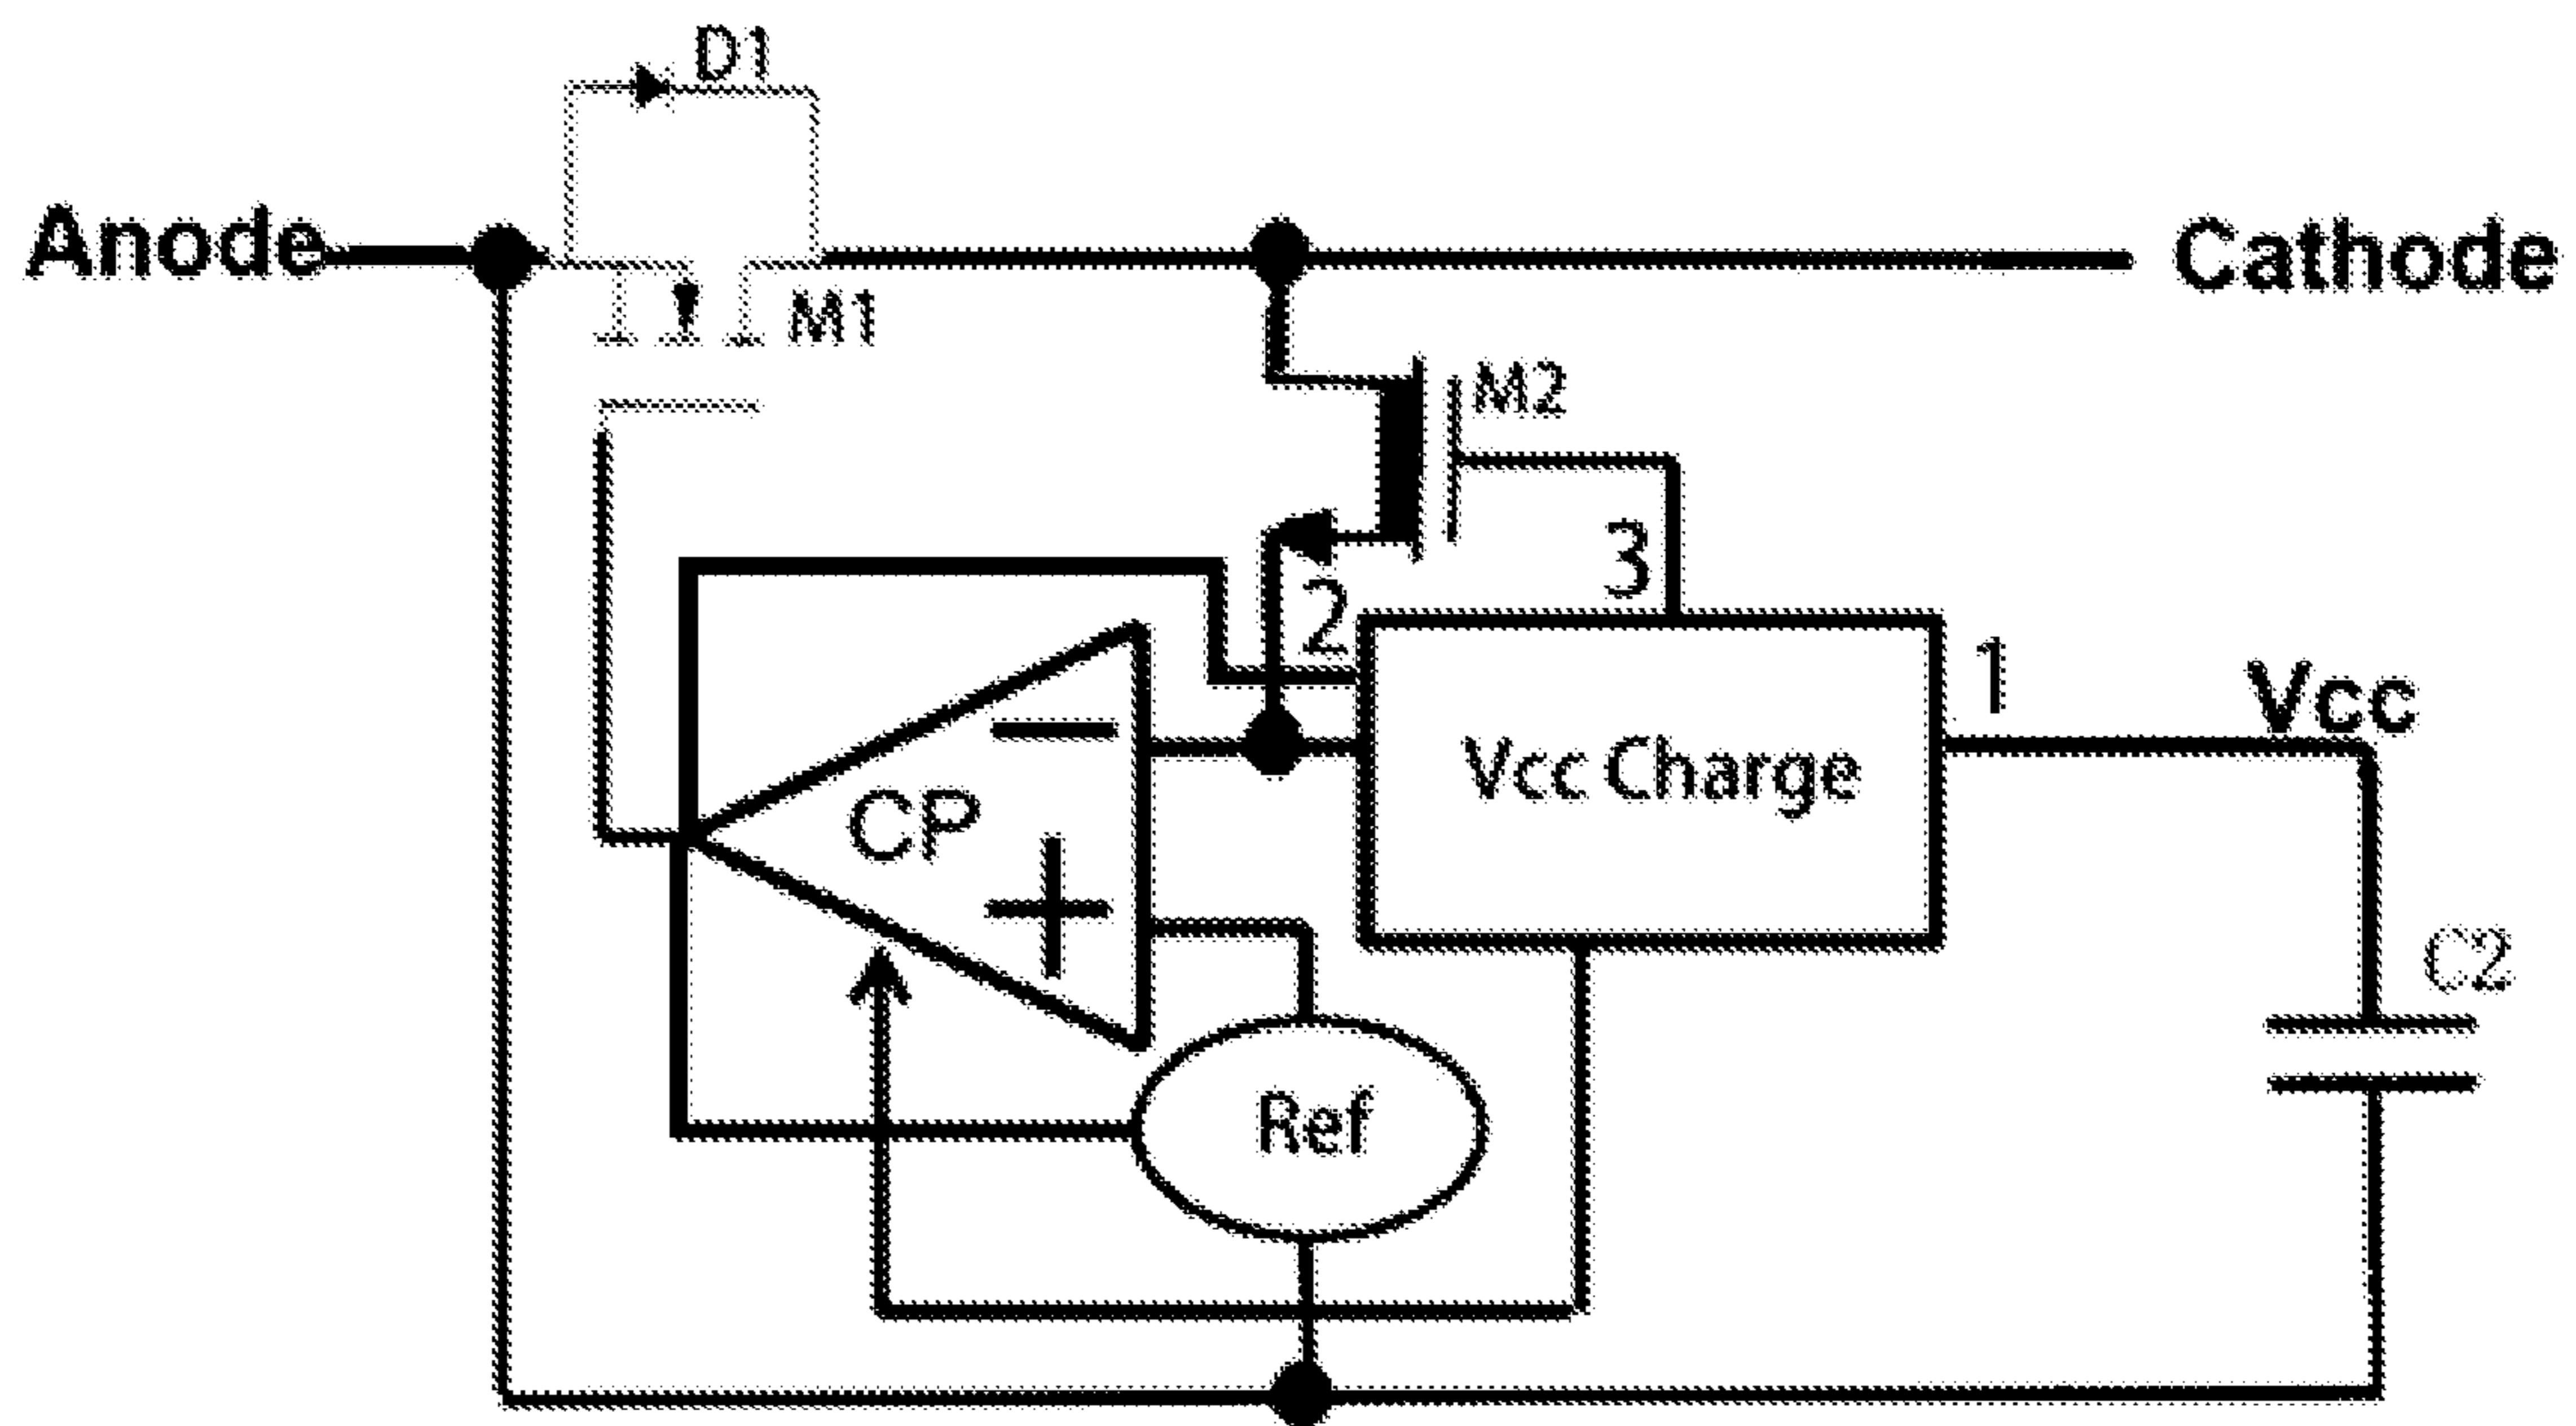 D1
Anode
Cathode
M1
M2
3
2
1
Vcc
Vcc Charge
CP
−
+
C2
Ref